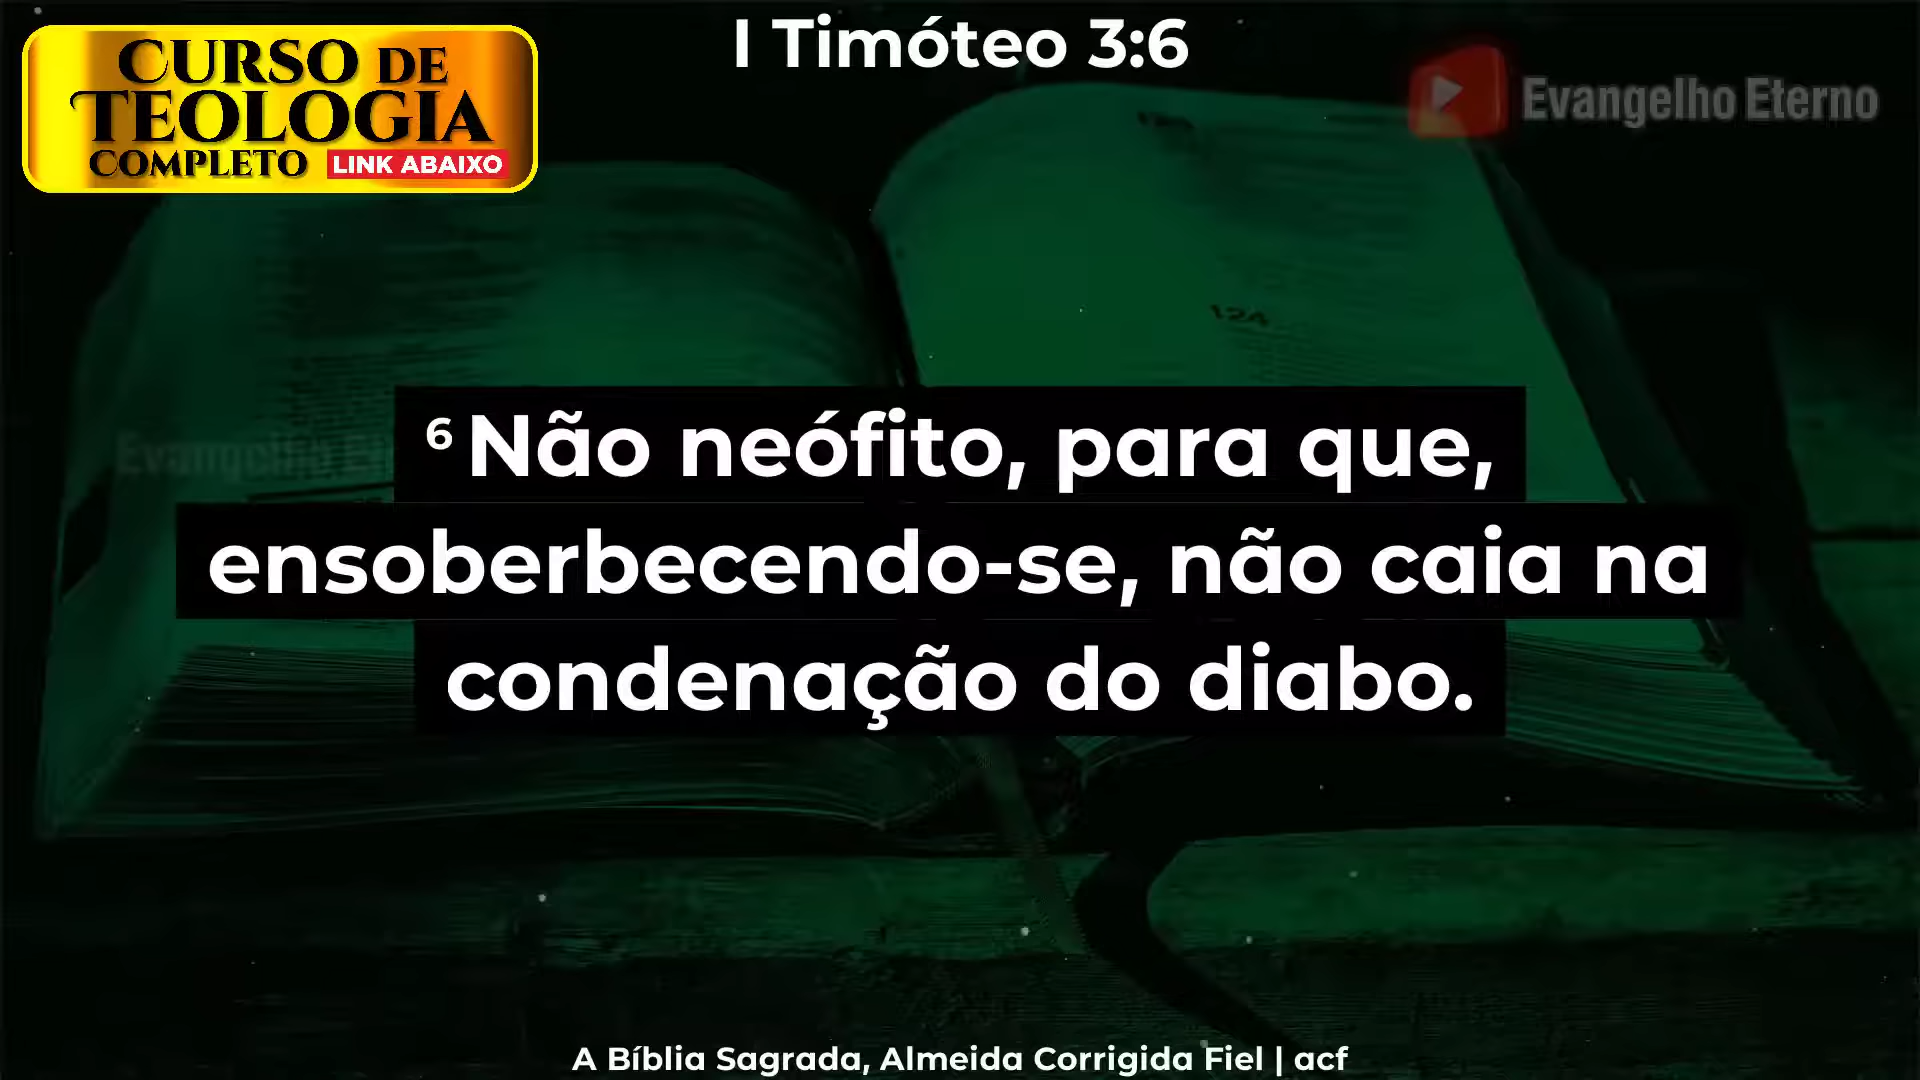 I Timóteo 3:6
CURSO DE
TEOLOGIA
COMPLETO LINK ABAIXO
Evangelho Eterno
124
6 Não neófito, para que,
ensoberbecendo-se, não caia na
condenação do diabo.
A Bíblia Sagrada, Almeida Corrigida Fiel | acf